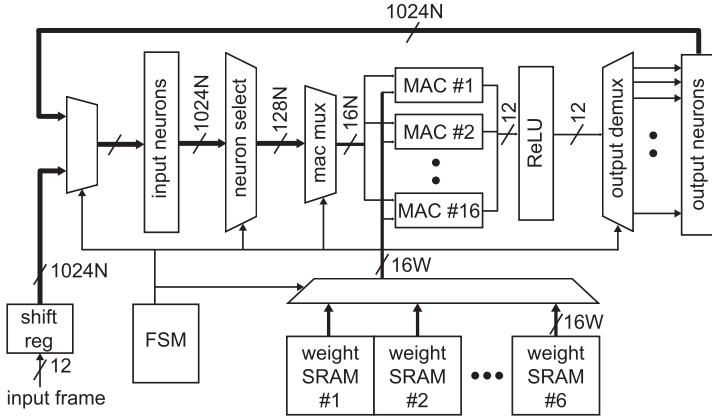 1024N
input neurons
1024N
neuron select
128N
mac mux
16N
MAC #1
MAC #2
MAC #16
12
ReLU
12
output demux
output neurons
1024N
shift
reg
12
input frame
FSM
16W
weight
SRAM
#1
weight
SRAM
#2
weight
SRAM
#6
16W